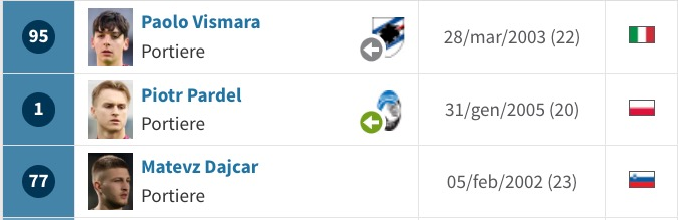 95
Paolo Vismara
Portiere
28/mar/2003 (22)
1
Piotr Pardel
Portiere
31/gen/2005 (20)
77
Matevz Dajcar
Portiere
05/feb/2002 (23)